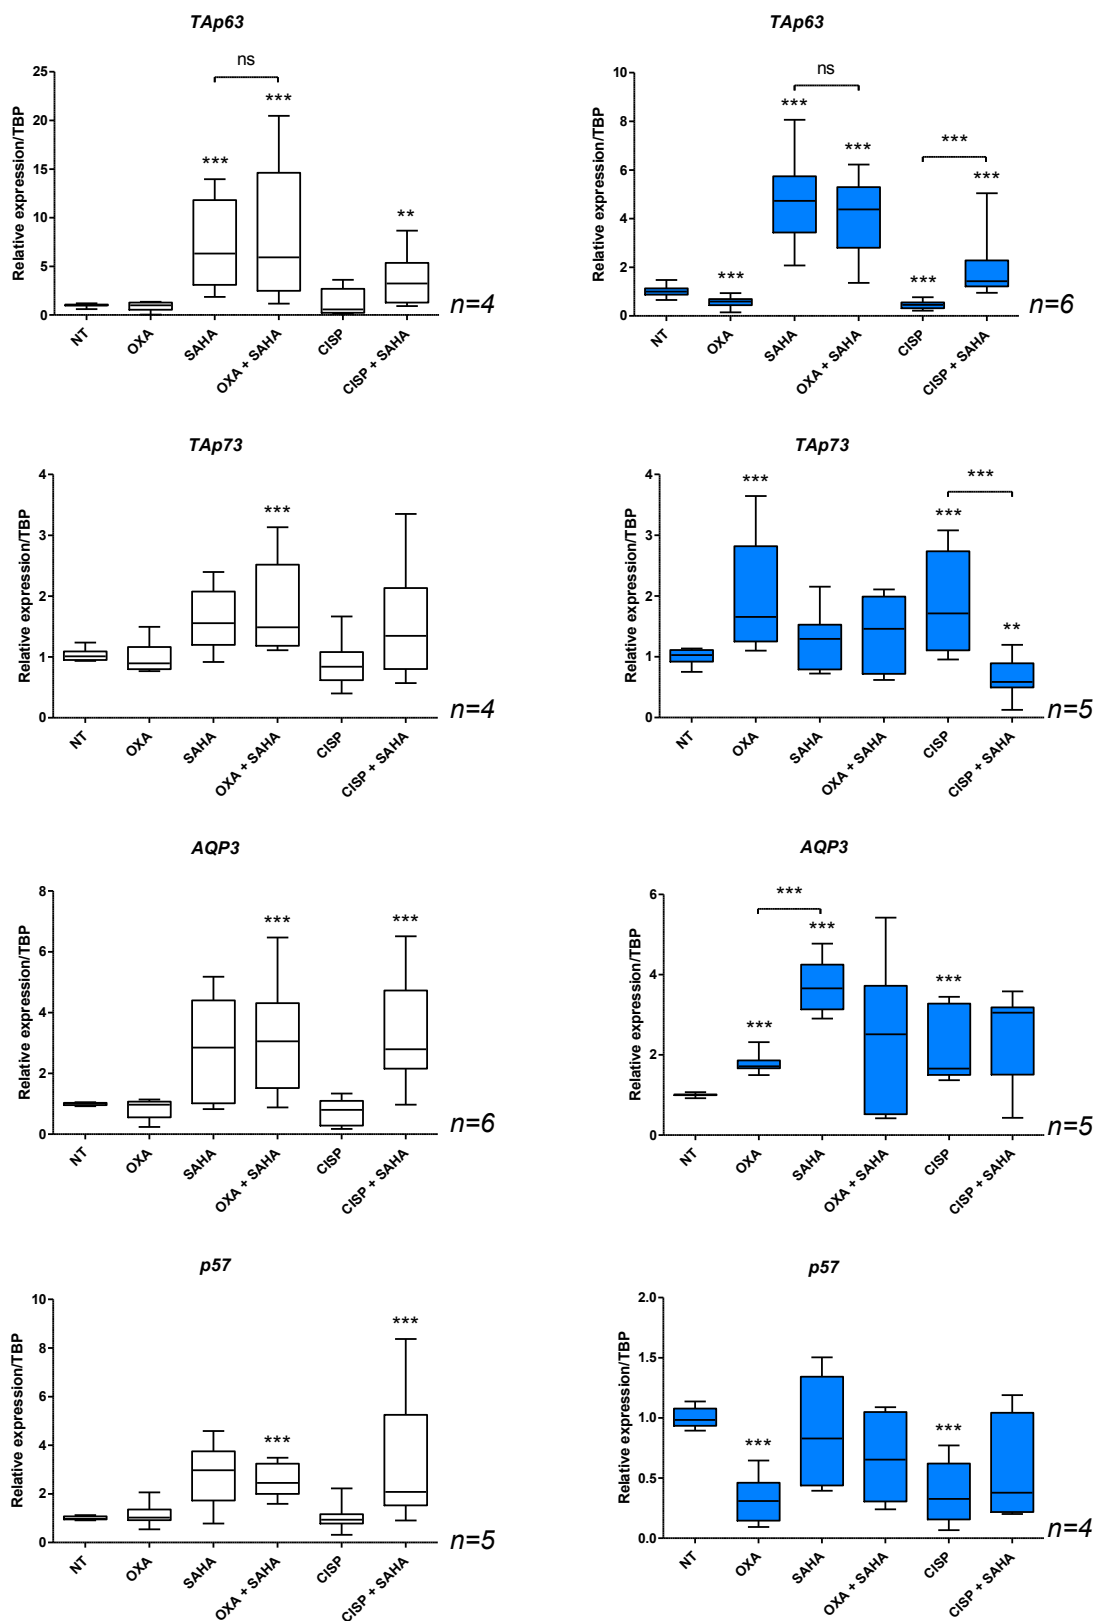 TAp63
ns
***
***
**
Relative expression/TBP
25
20
15
10
5
0
NT
OXA
SAHA
OXA + SAHA
CISP
CISP + SAHA
n=4
TAp63
ns
***
***
***
***
***
***
Relative expression/TBP
10
8
6
4
2
0
NT
OXA
SAHA
OXA + SAHA
CISP
CISP + SAHA
n=6
TAp73
***
Relative expression/TBP
4
3
2
1
0
NT
OXA
SAHA
OXA + SAHA
CISP
CISP + SAHA
n=4
TAp73
***
***
***
**
Relative expression/TBP
4
3
2
1
0
NT
OXA
SAHA
OXA + SAHA
CISP
CISP + SAHA
n=5
AQP3
***
***
Relative expression/TBP
8
6
4
2
0
NT
OXA
SAHA
OXA + SAHA
CISP
CISP + SAHA
n=6
AQP3
***
***
***
***
Relative expression/TBP
6
4
2
0
NT
OXA
SAHA
OXA + SAHA
CISP
CISP + SAHA
n=5
p57
***
***
Relative expression/TBP
10
8
6
4
2
0
NT
OXA
SAHA
OXA + SAHA
CISP
CISP + SAHA
n=5
p57
***
***
Relative expression/TBP
2.0
1.5
1.0
0.5
0.0
NT
OXA
SAHA
OXA + SAHA
CISP
CISP + SAHA
n=4